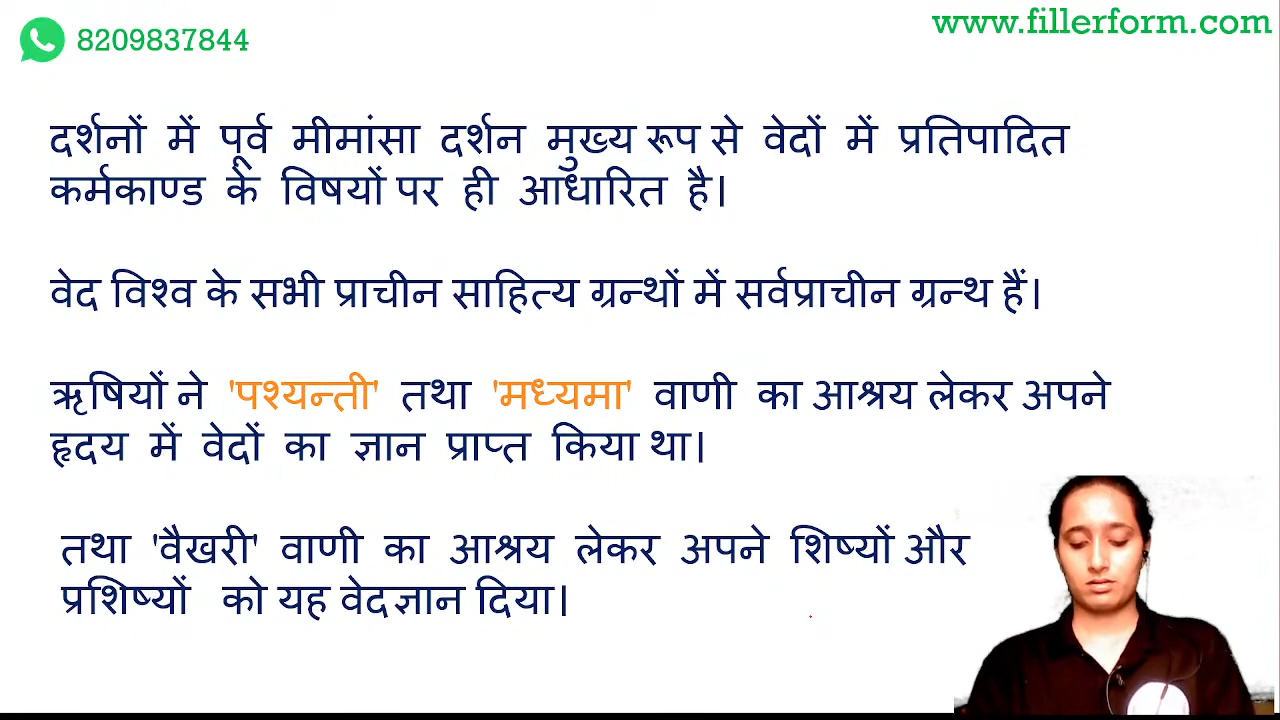 8209837844
www.fillerform.com
दर्शनों में पूर्व मीमांसा दर्शन मुख्य रूप से वेदों में प्रतिपादित
कर्मकाण्ड के विषयों पर ही आधारित है।
वेद विश्व के सभी प्राचीन साहित्य ग्रन्थों में सर्वप्राचीन ग्रन्थ हैं।
ऋषियों ने 'पश्यन्ती' तथा 'मध्यमा' वाणी का आश्रय लेकर अपने
हृदय में वेदों का ज्ञान प्राप्त किया था।
तथा 'वैखरी' वाणी का आश्रय लेकर अपने शिष्यों और
प्रशिष्यों को यह वेदज्ञान दिया।